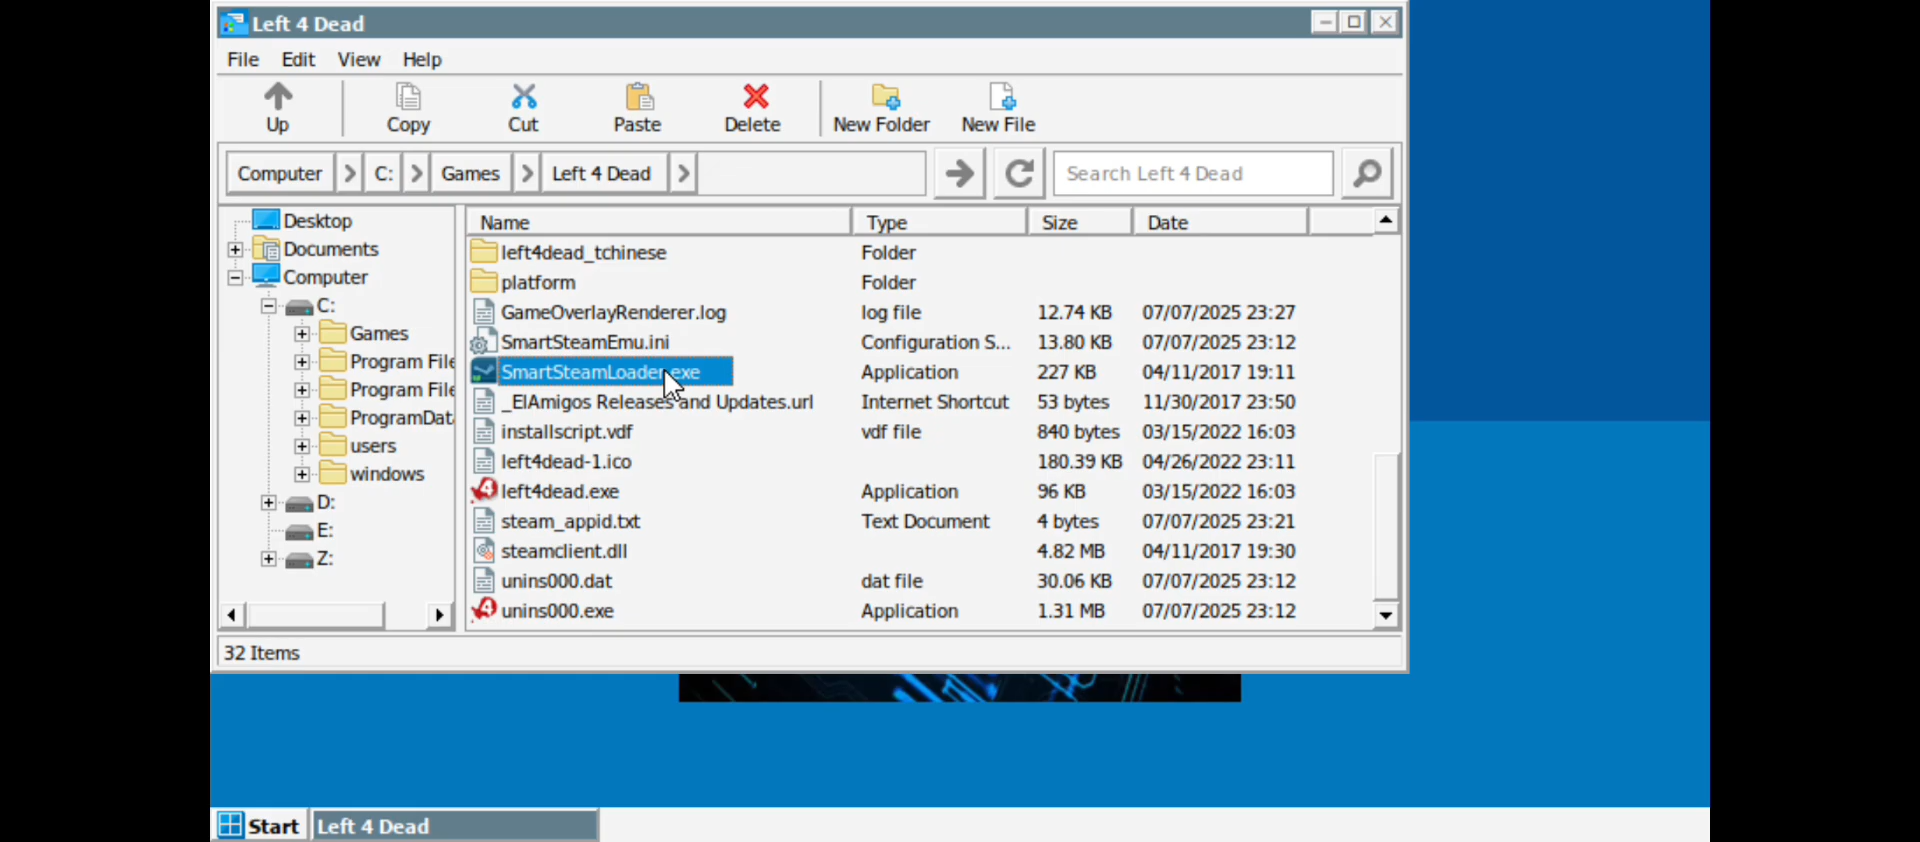 Left 4 Dead
File Edit View Help
Up Copy Cut Paste Delete New Folder New File
Computer C: Games Left 4 Dead Search Left 4 Dead
Desktop
Documents
Computer
C:
Games
Program File
Program File
ProgramDat
users
windows
D:
E:
Z:
Name Type Size Date
left4dead_tchinese Folder
platform Folder
GameOverlayRenderer.log log file 12.74 KB 07/07/2025 23:27
SmartSteamEmu.ini Configuration S... 13.80 KB 07/07/2025 23:12
SmartSteamLoader.exe Application 227 KB 04/11/2017 19:11
_ElAmigos Releases and Updates.url Internet Shortcut 53 bytes 11/30/2017 23:50
installscript.vdf vdf file 840 bytes 03/15/2022 16:03
left4dead-1.ico 180.39 KB 04/26/2022 23:11
left4dead.exe Application 96 KB 03/15/2022 16:03
steam_appid.txt Text Document 4 bytes 07/07/2025 23:21
steamclient.dll 4.82 MB 04/11/2017 19:30
unins000.dat dat file 30.06 KB 07/07/2025 23:12
unins000.exe Application 1.31 MB 07/07/2025 23:12
32 Items
Start Left 4 Dead